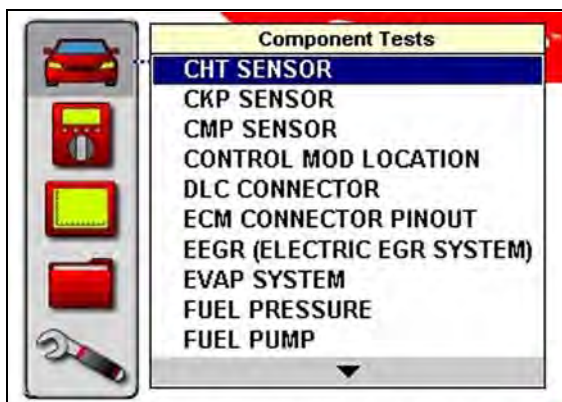 Component Tests
CHT SENSOR
CKP SENSOR
CMP SENSOR
CONTROL MOD LOCATION
DLC CONNECTOR
ECM CONNECTOR PINOUT
EEGR (ELECTRIC EGR SYSTEM)
EVAP SYSTEM
FUEL PRESSURE
FUEL PUMP